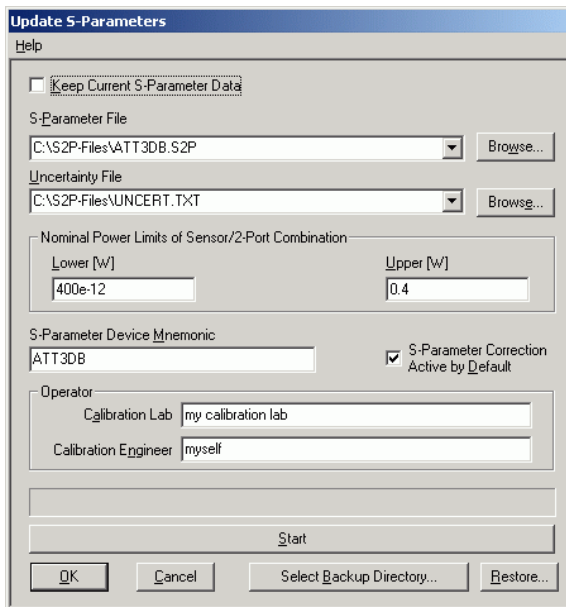 Update S-Parameters
Help
Keep Current S-Parameter Data
S-Parameter File
C:\S2P-Files\ATT3DB.S2P
Browse...
Uncertainty File
C:\S2P-Files\UNCERT.TXT
Browse...
Nominal Power Limits of Sensor/2-Port Combination
Lower [W]
Upper [W]
400e-12
0.4
S-Parameter Device Mnemonic
ATT3DB
S-Parameter Correction
Active by Default
Operator
Calibration Lab
my calibration lab
Calibration Engineer
myself
Start
OK
Cancel
Select Backup Directory...
Restore...